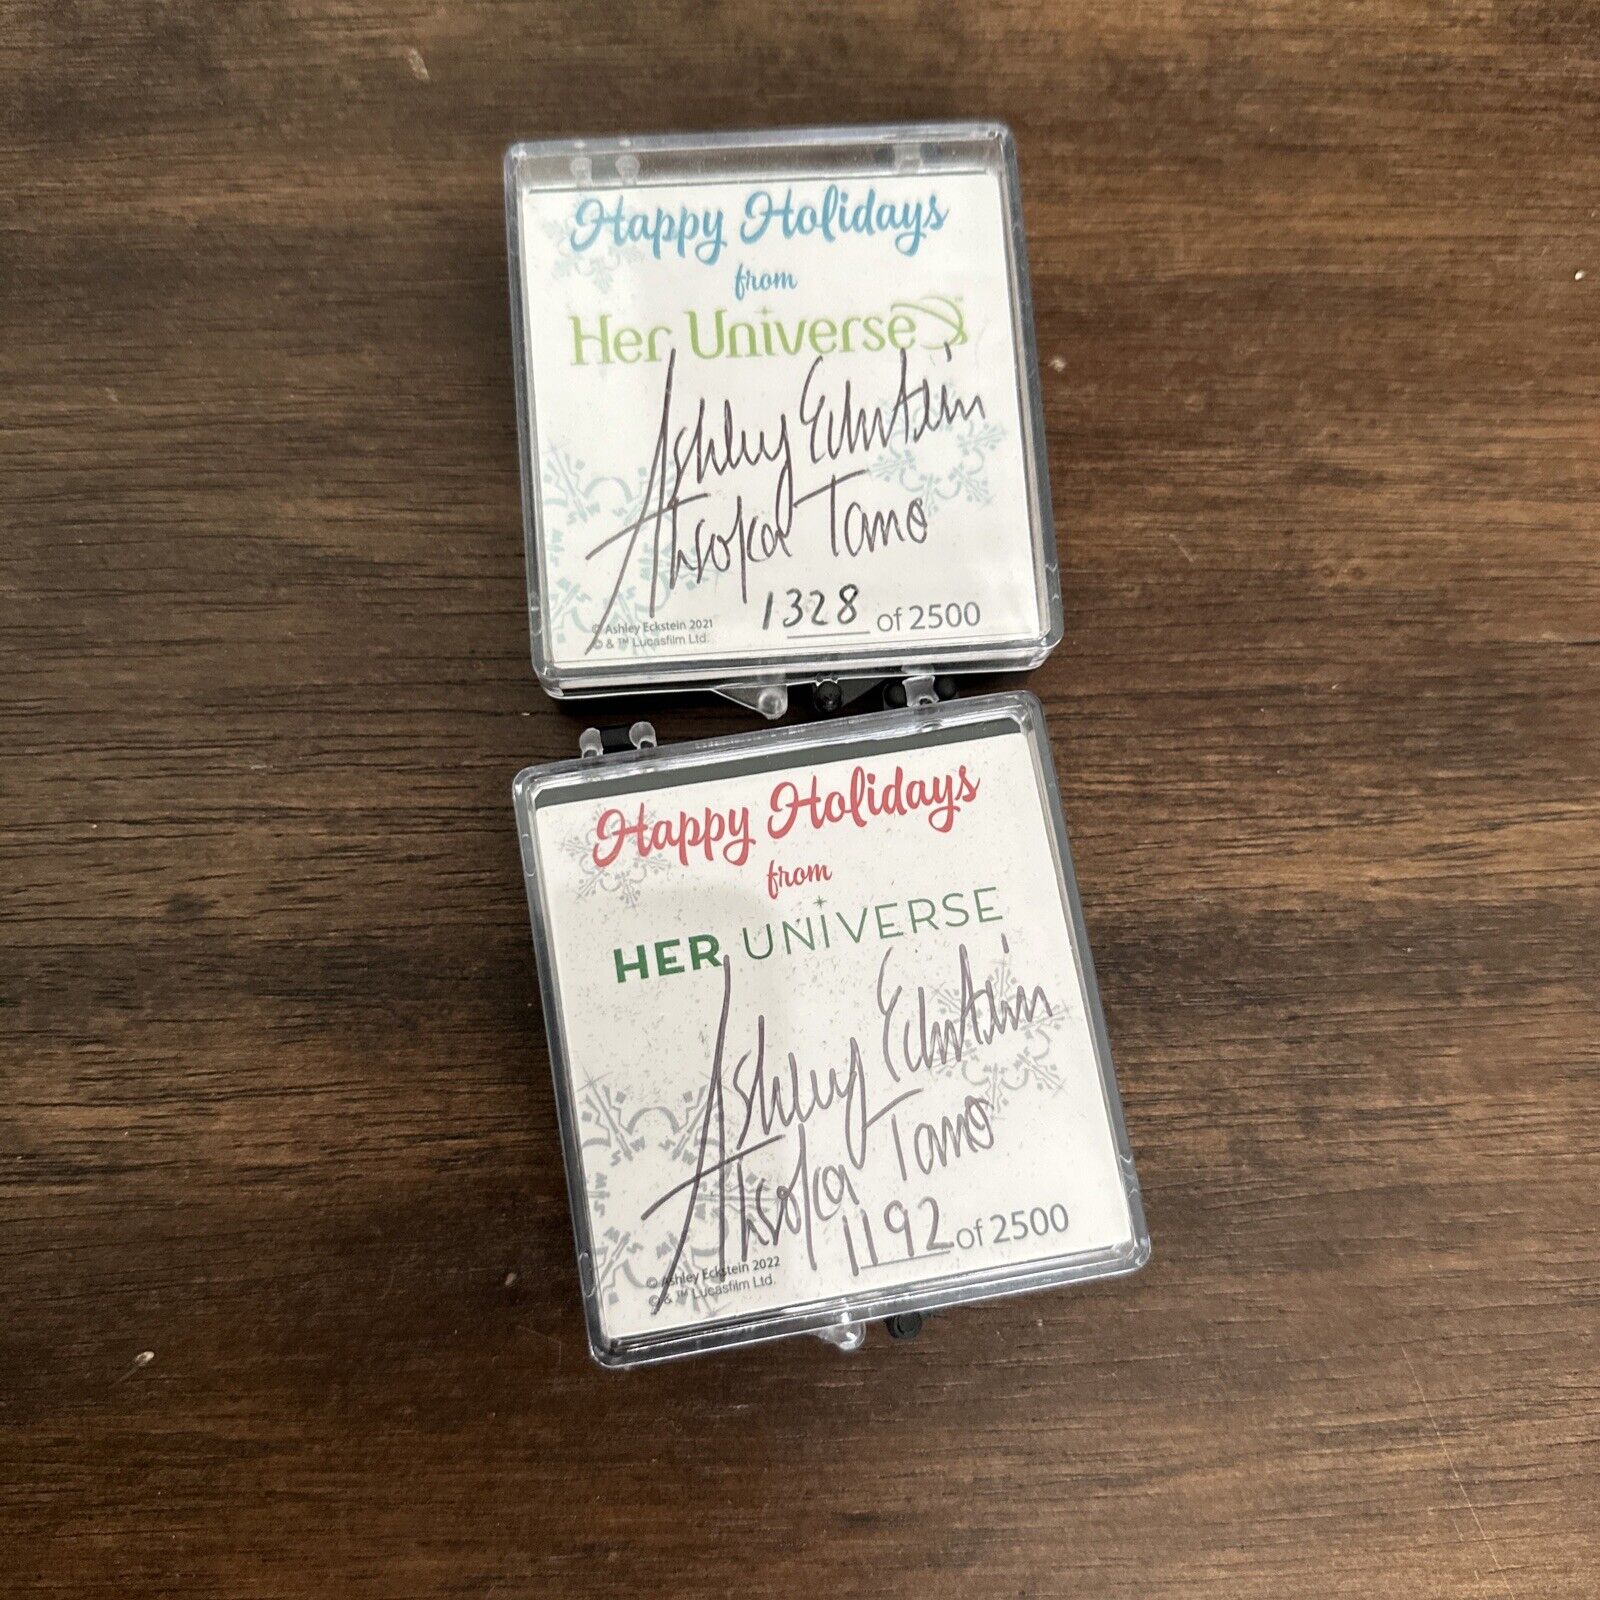 Happy Holidays
from
Her Universe
Ashley Eckstein
Ahsoka Tano
1328 of 2500
© Ashley Eckstein 2021
© & ™ Lucasfilm Ltd.
Happy Holidays
from
HER UNIVERSE
Ashley Eckstein
Ahsoka Tano
1192 of 2500
© Ashley Eckstein 2022
© & ™ Lucasfilm Ltd.